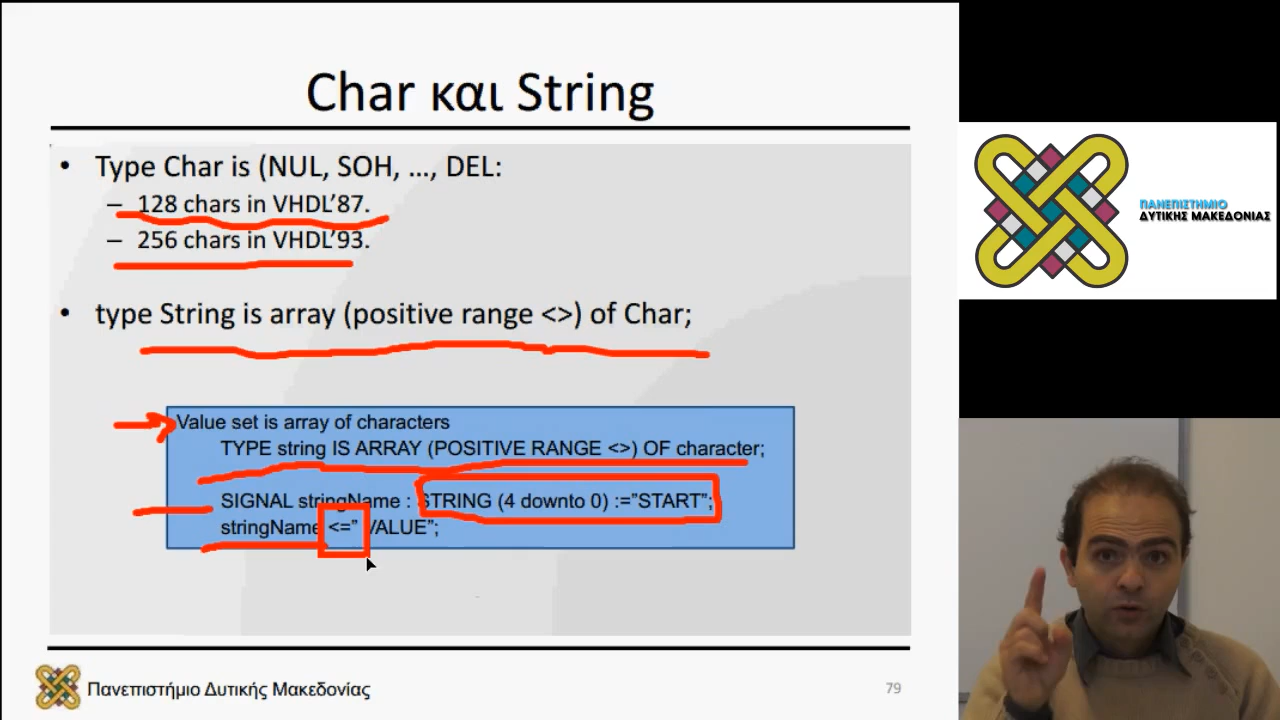 Char και String
• Type Char is (NUL, SOH, ..., DEL:
– 128 chars in VHDL’87.
– 256 chars in VHDL’93.
• type String is array (positive range <>) of Char;
Value set is array of characters
TYPE string IS ARRAY (POSITIVE RANGE <>) OF character;
SIGNAL stringName : STRING (4 downto 0) :=”START”;
stringName <=” VALUE”;
Πανεπιστήμιο Δυτικής Μακεδονίας
79
ΠΑΝΕΠΙΣΤΗΜΙΟ
ΔΥΤΙΚΗΣ ΜΑΚΕΔΟΝΙΑΣ